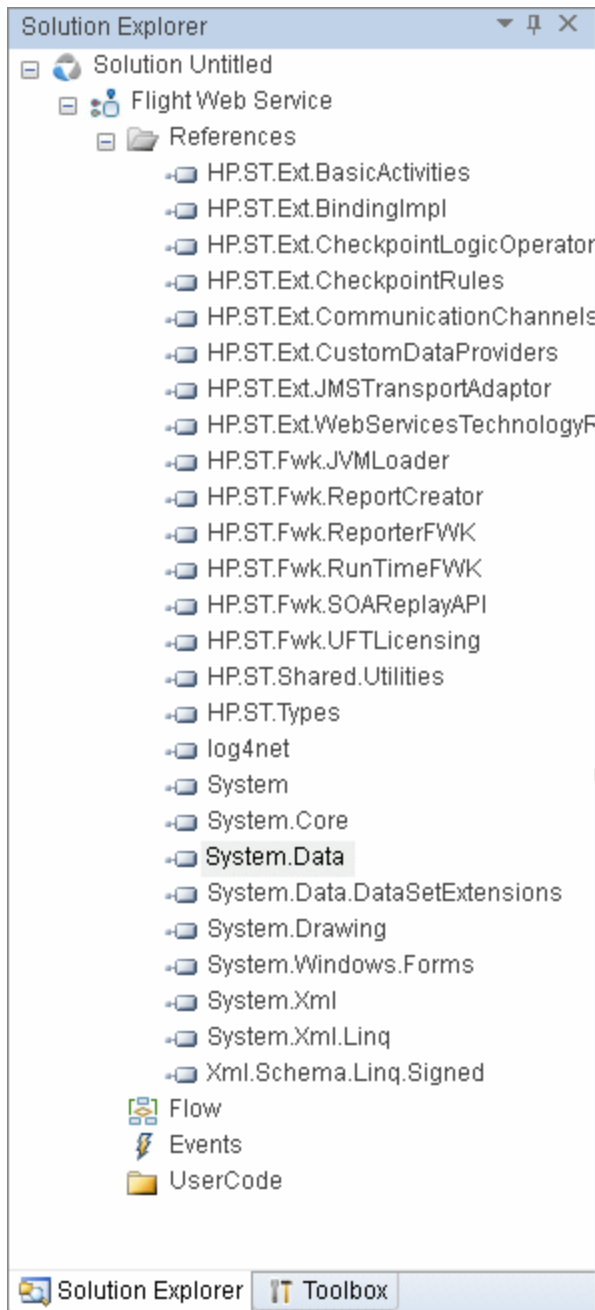 Solution Explorer
Solution Untitled
Flight Web Service
References
HP.ST.Ext.BasicActivities
HP.ST.Ext.BindingImpl
HP.ST.Ext.CheckpointLogicOperator
HP.ST.Ext.CheckpointRules
HP.ST.Ext.CommunicationChannels
HP.ST.Ext.CustomDataProviders
HP.ST.Ext.JMSTransportAdaptor
HP.ST.Ext.WebServicesTechnologyR
HP.ST.Fwk.JVMLoader
HP.ST.Fwk.ReportCreator
HP.ST.Fwk.ReporterFWK
HP.ST.Fwk.RunTimeFWK
HP.ST.Fwk.SOAReplayAPI
HP.ST.Fwk.UFTLicensing
HP.ST.Shared.Utilities
HP.ST.Types
log4net
System
System.Core
System.Data
System.Data.DataSetExtensions
System.Drawing
System.Windows.Forms
System.Xml
System.Xml.Linq
Xml.Schema.Linq.Signed
Flow
Events
UserCode
Solution Explorer Toolbox